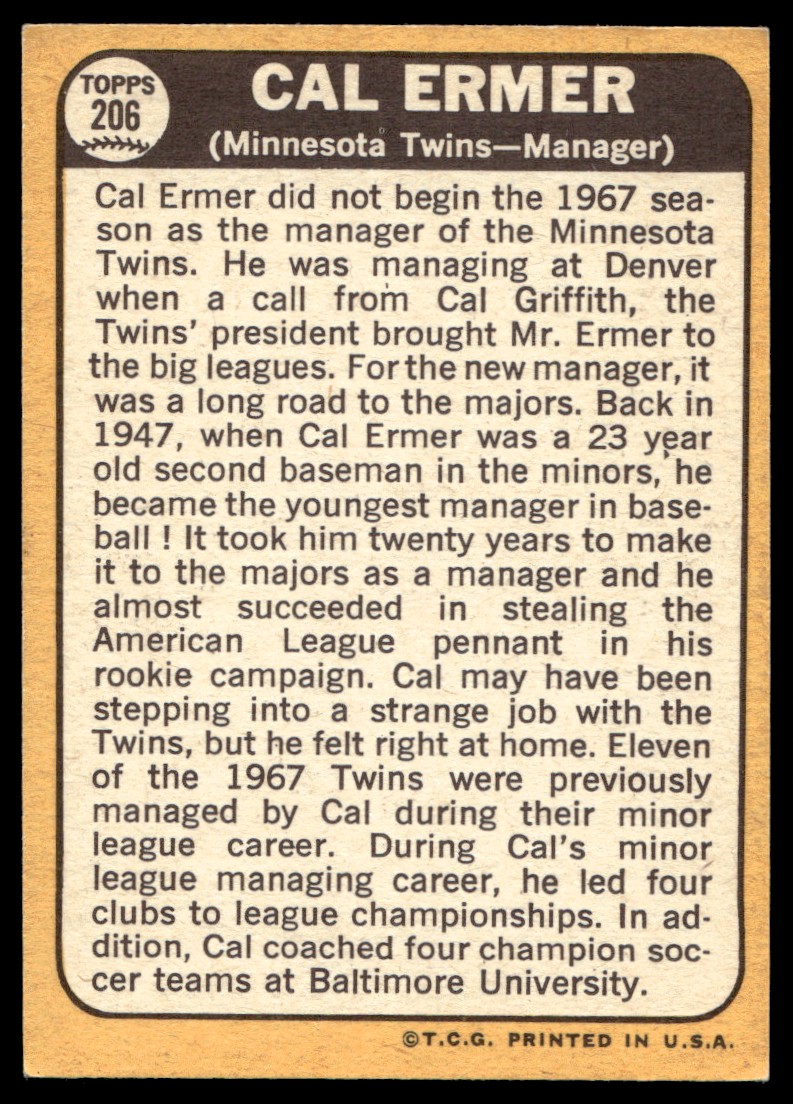 TOPPS
206
CAL ERMER
(Minnesota Twins—Manager)
Cal Ermer did not begin the 1967 sea-
son as the manager of the Minnesota
Twins. He was managing at Denver
when a call from Cal Griffith, the
Twins' president brought Mr. Ermer to
the big leagues. For the new manager, it
was a long road to the majors. Back in
1947, when Cal Ermer was a 23 year
old second baseman in the minors, he
became the youngest manager in base-
ball ! It took him twenty years to make
it to the majors as a manager and he
almost succeeded in stealing the
American League pennant in his
rookie campaign. Cal may have been
stepping into a strange job with the
Twins, but he felt right at home. Eleven
of the 1967 Twins were previously
managed by Cal during their minor
league career. During Cal's minor
league managing career, he led four
clubs to league championships. In ad-
dition, Cal coached four champion soc-
cer teams at Baltimore University.
©T.C.G. PRINTED IN U.S.A.